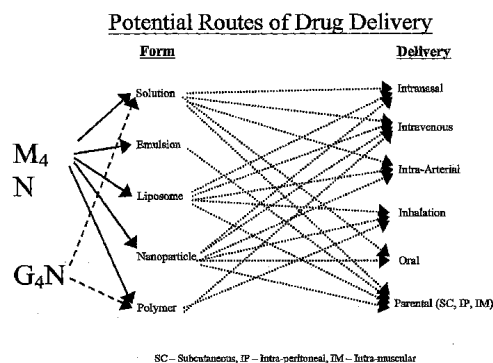 Potential Routes of Drug Delivery
Form Delivery
Solution Intranasal
Emulsion Intravenous
M4 Intra-Arterial
N Liposome
Inhalation
Nanoparticle Oral
G4N
Polymer Parental (SC, IP, IM)
SC – Subcutaneous, IP – Intra-peritoneal, IM – Intra-muscular